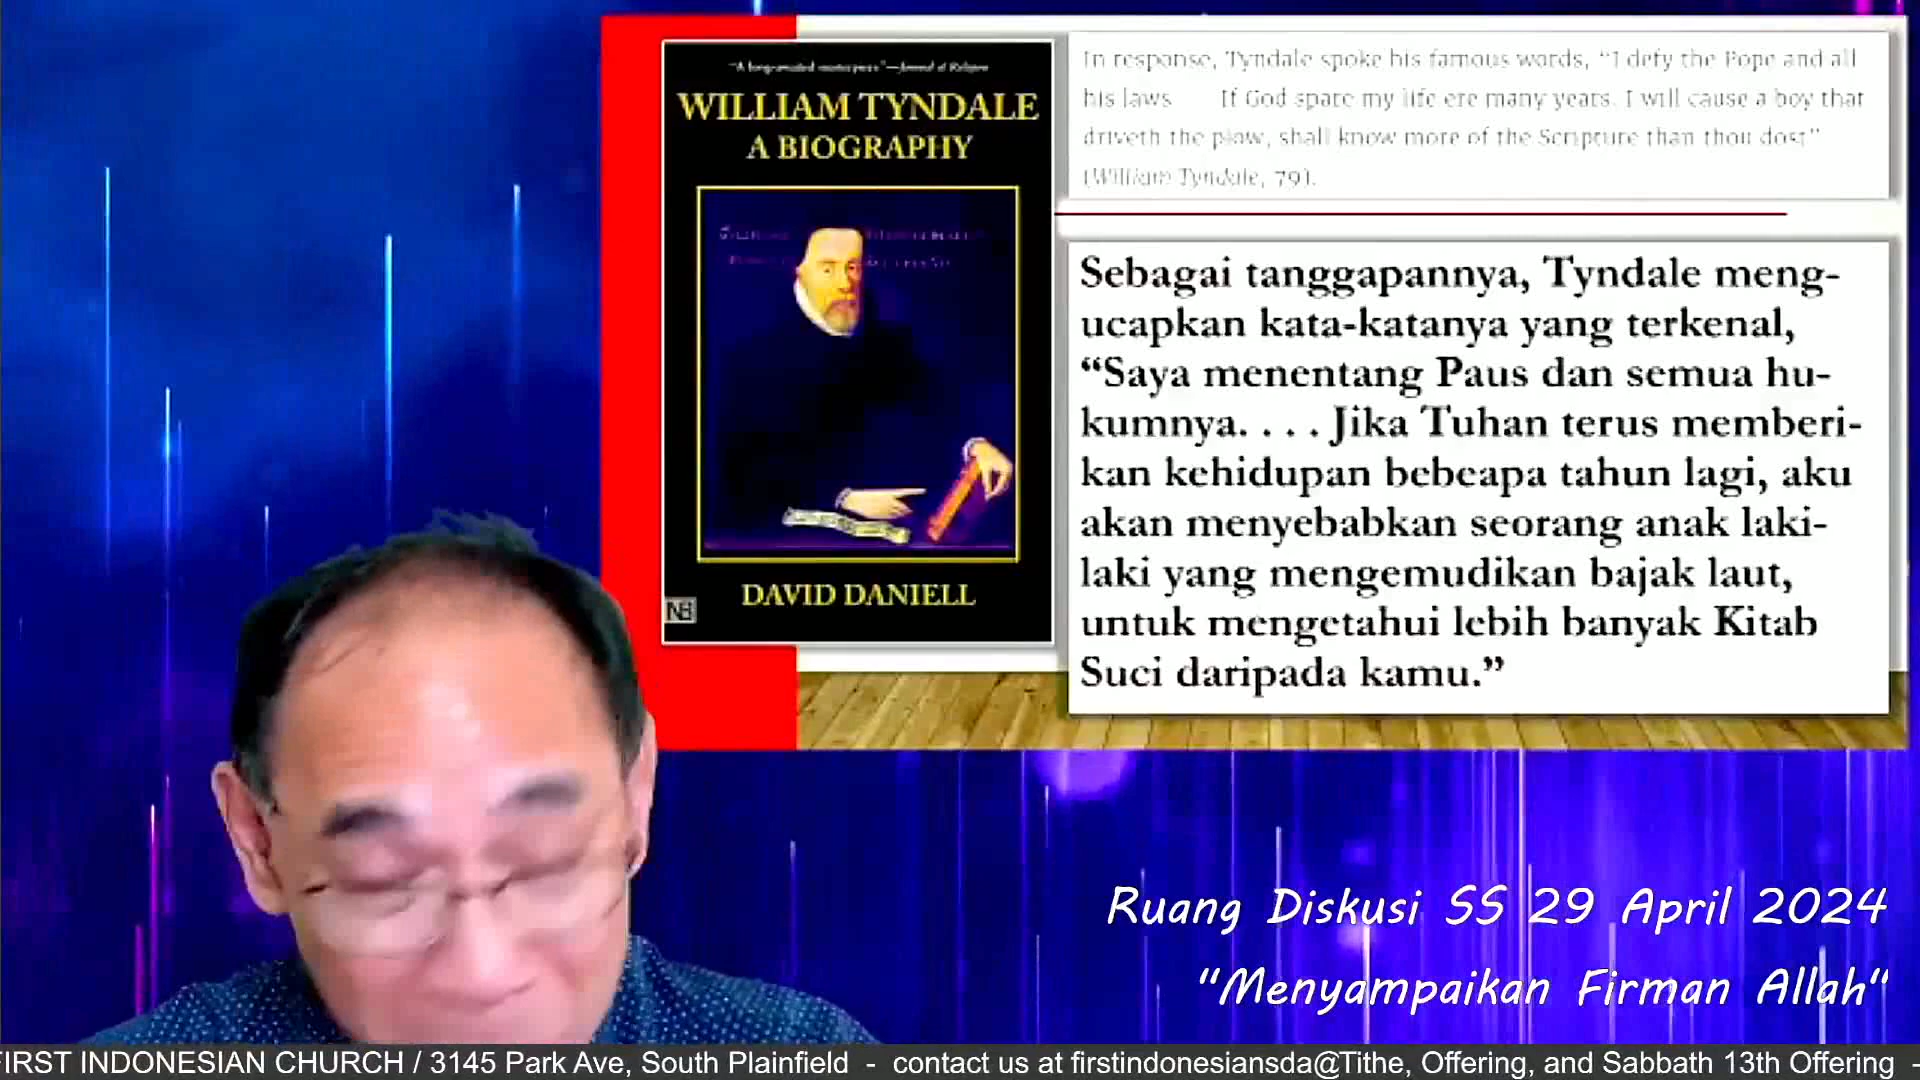 "A long-awaited masterpiece"—Journal of Religion
WILLIAM TYNDALE
A BIOGRAPHY
DAVID DANIELL
NB
In response, Tyndale spoke his famous words, “I defy the Pope and all
his laws If God spare my life ere many years, I will cause a boy that
driveth the plow, shall know more of the Scripture than thou dost”
(William Tyndale, 79).
Sebagai tanggapannya, Tyndale meng-
ucapkan kata-katanya yang terkenal,
“Saya menentang Paus dan semua hu-
kumnya. . . . Jika Tuhan terus memberi-
kan kehidupan bebeapa tahun lagi, aku
akan menyebabkan seorang anak laki-
laki yang mengemudikan bajak laut,
untuk mengetahui lebih banyak Kitab
Suci daripada kamu.”
Ruang Diskusi SS 29 April 2024
“Menyampaikan Firman Allah“
FIRST INDONESIAN CHURCH / 3145 Park Ave, South Plainfield - contact us at firstindonesiansda@Tithe, Offering, and Sabbath 13th Offering -